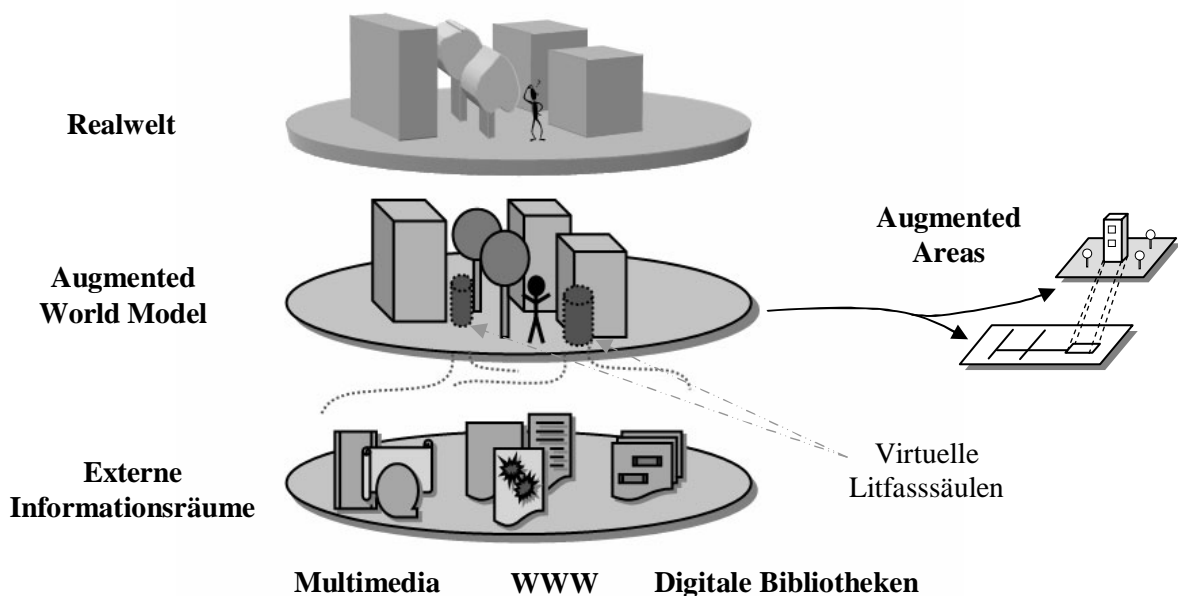 Realwelt
Augmented
World Model
Augmented
Areas
Externe
Informationsräume
Virtuelle
Litfasssäulen
Multimedia
WWW
Digitale Bibliotheken